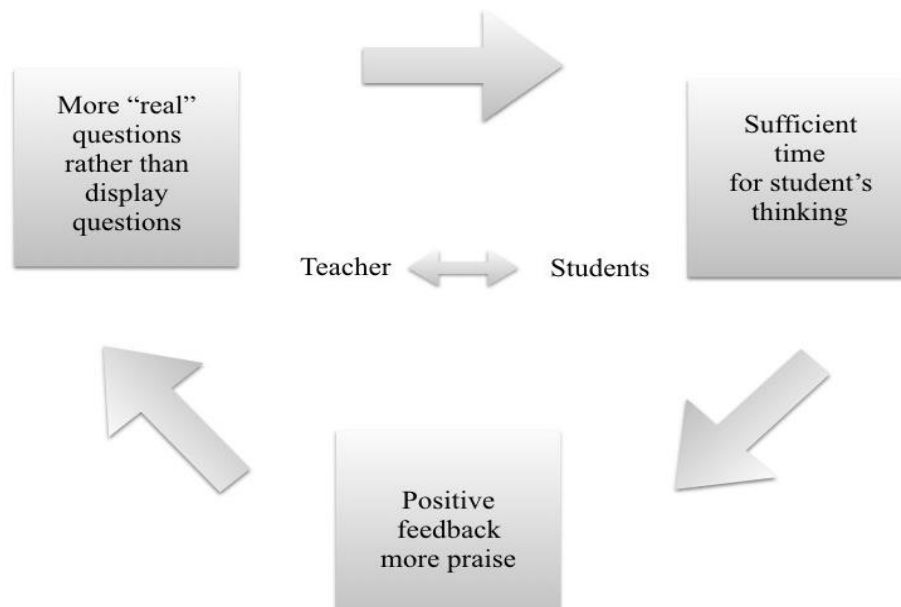 More “real”
questions
rather than
display
questions
Sufficient
time
for student’s
thinking
Teacher
Students
Positive
feedback
more praise